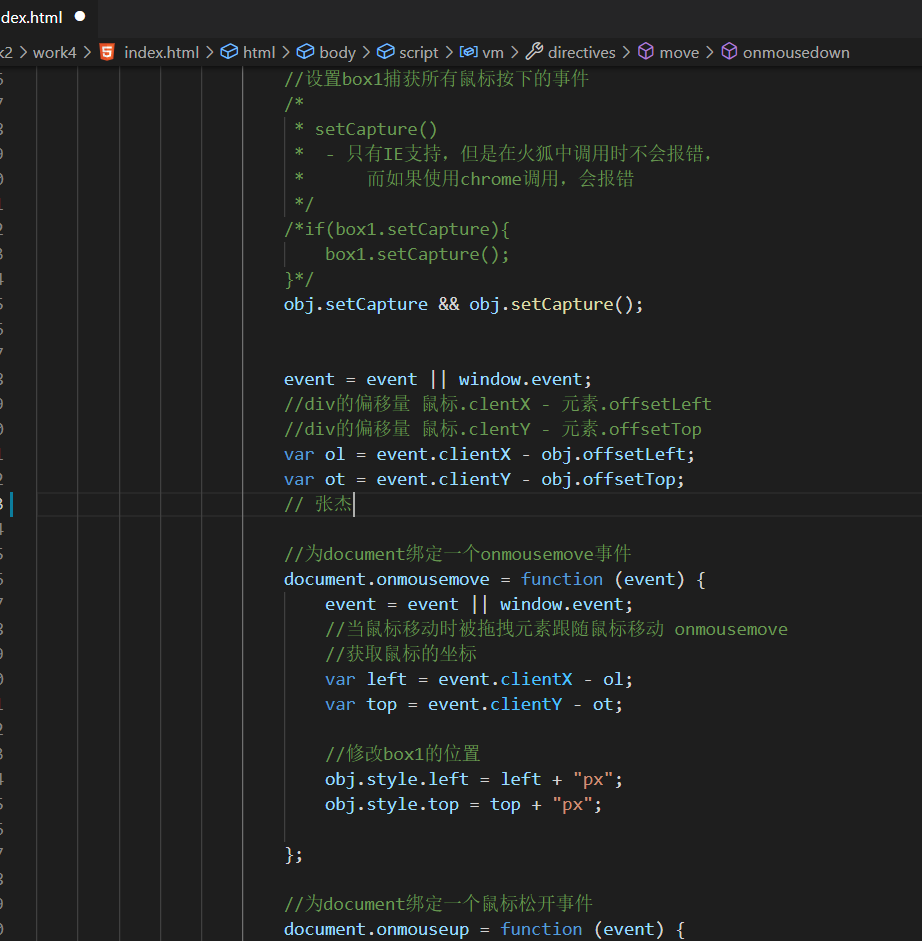 dex.html
k2 > work4 > index.html > html > body > script > vm > directives > move > onmousedown
//设置box1捕获所有鼠标按下的事件
/*
* setCapture()
* - 只有IE支持，但是在火狐中调用时不会报错，
* 而如果使用chrome调用，会报错
*/
/*if(box1.setCapture){
box1.setCapture();
}*/
obj.setCapture && obj.setCapture();
event = event || window.event;
//div的偏移量 鼠标.clentX - 元素.offsetLeft
//div的偏移量 鼠标.clentY - 元素.offsetTop
var ol = event.clientX - obj.offsetLeft;
var ot = event.clientY - obj.offsetTop;
// 张杰
//为document绑定一个onmousemove事件
document.onmousemove = function (event) {
event = event || window.event;
//当鼠标移动时被拖拽元素跟随鼠标移动 onmousemove
//获取鼠标的坐标
var left = event.clientX - ol;
var top = event.clientY - ot;
//修改box1的位置
obj.style.left = left + "px";
obj.style.top = top + "px";
};
//为document绑定一个鼠标松开事件
document.onmouseup = function (event) {